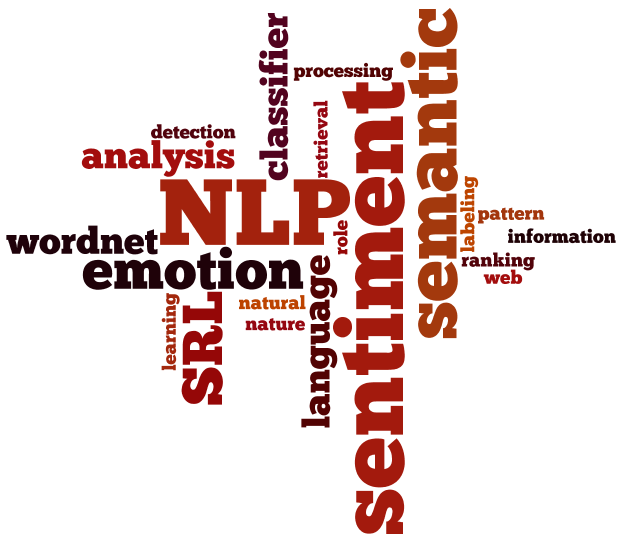 classifier
semantic
processing
sentiment
retrieval
detection
analysis
NLP
labeling
pattern
role
wordnet
information
emotion
ranking
language
web
learning
SRL
natural
nature